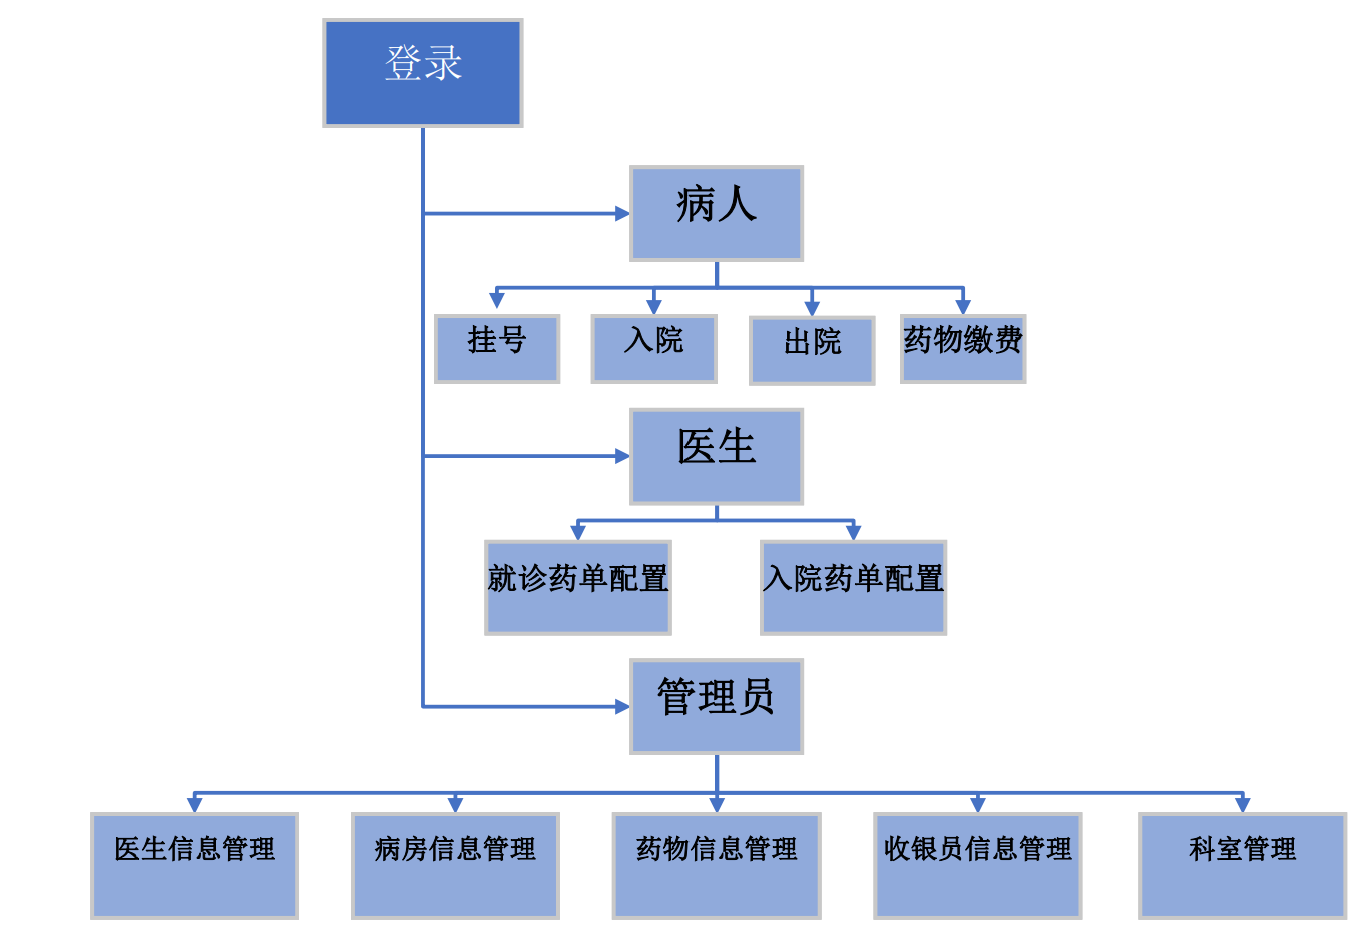 登录
病人
挂号
入院
出院
药物缴费
医生
就诊药单配置
入院药单配置
管理员
医生信息管理
病房信息管理
药物信息管理
收银员信息管理
科室管理